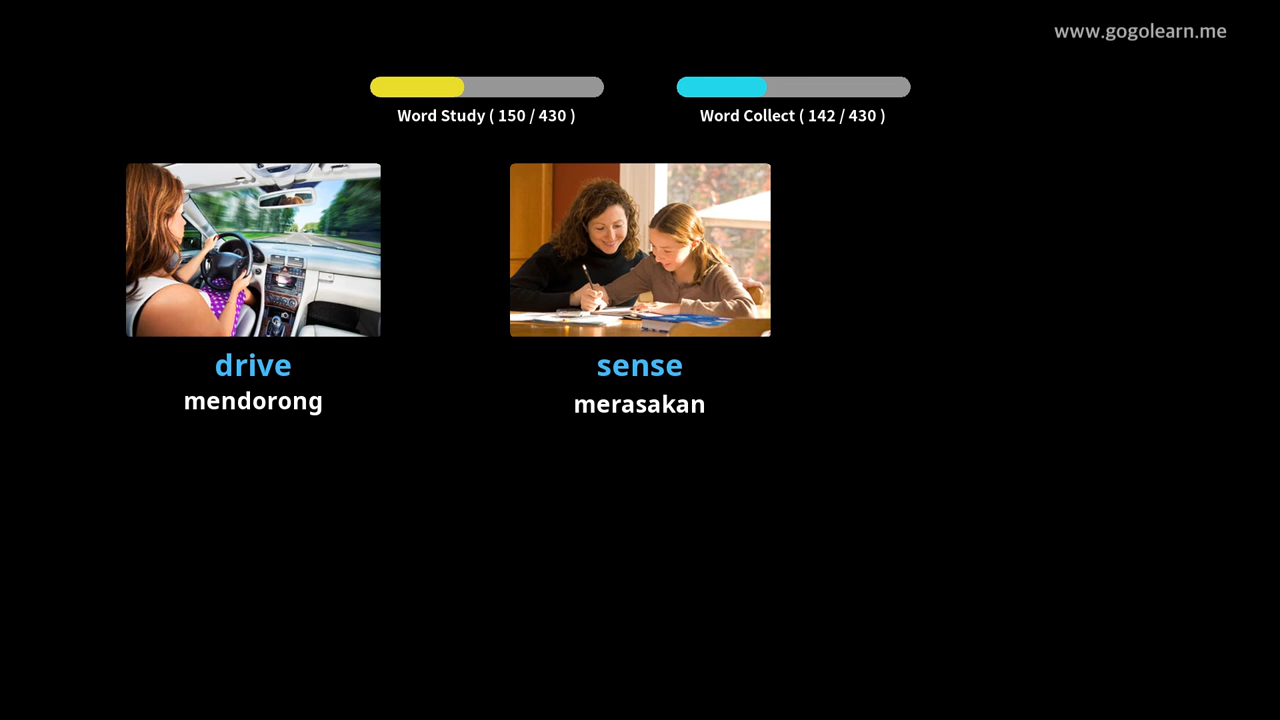 www.gogolearn.me
Word Study ( 150 / 430 )
Word Collect ( 142 / 430 )
drive
mendorong
sense
merasakan